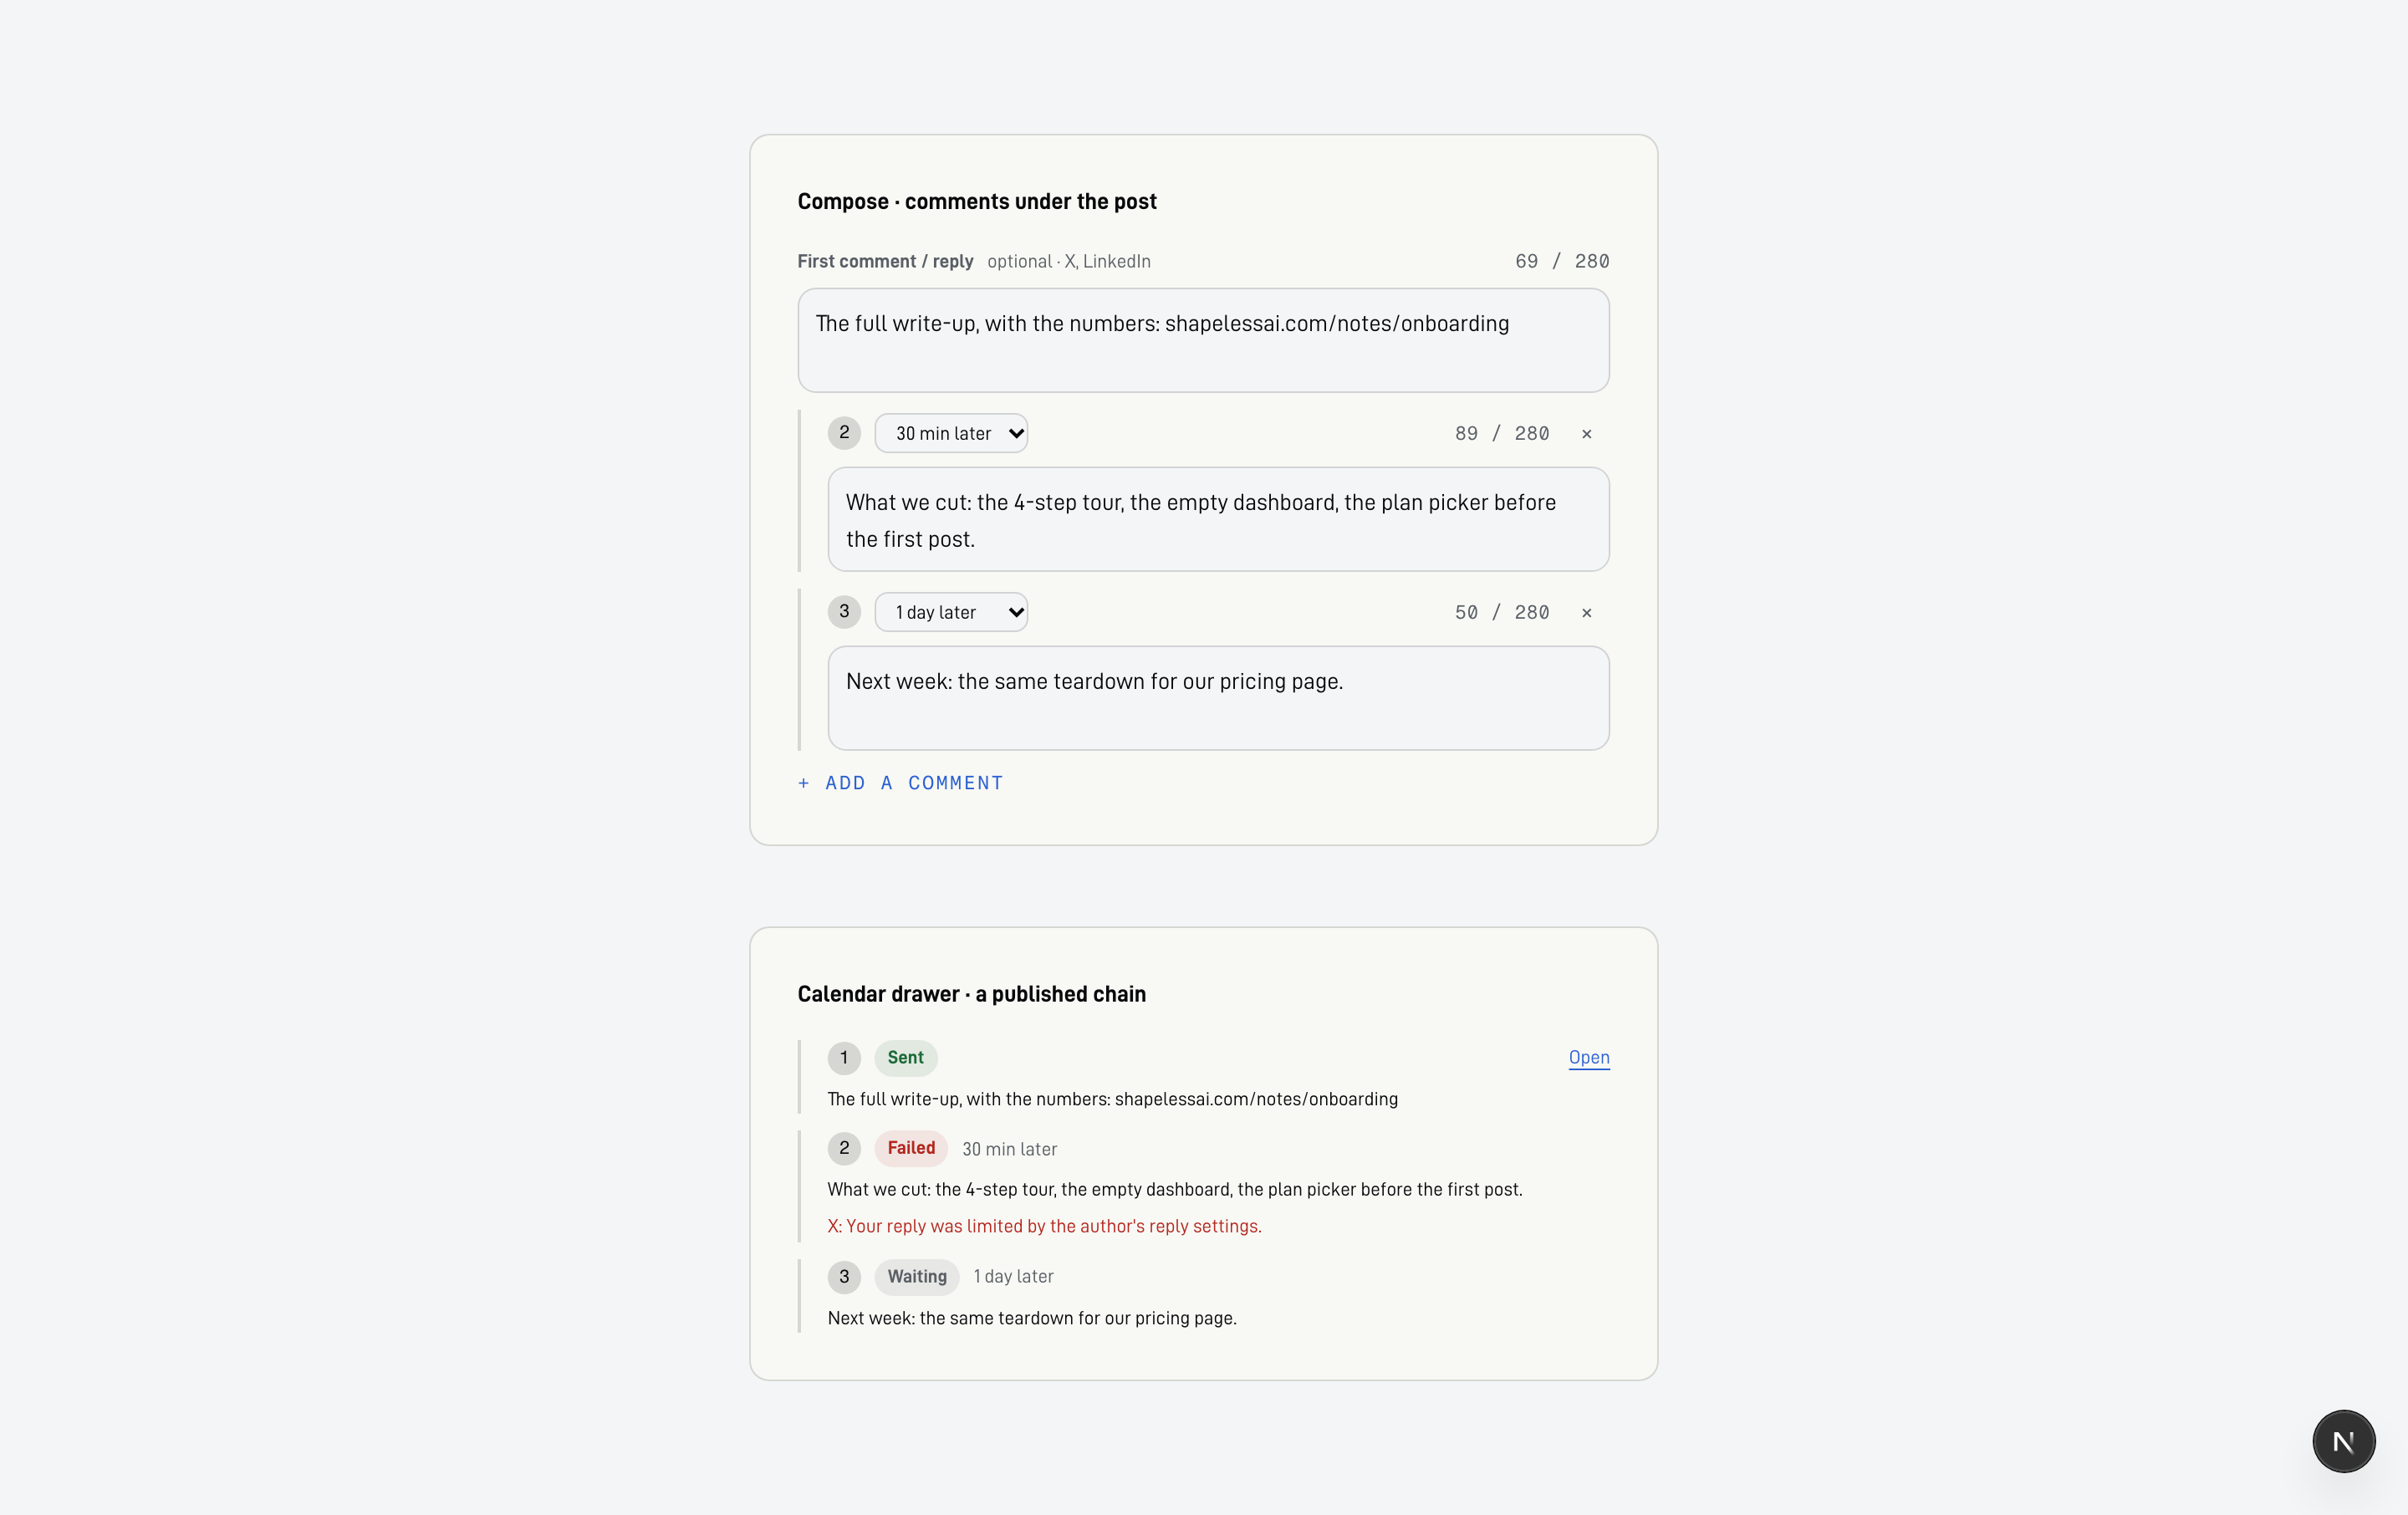 Compose · comments under the post
First comment / reply optional · X, LinkedIn 69 / 280
The full write-up, with the numbers: shapelessai.com/notes/onboarding
2 30 min later 89 / 280 ×
What we cut: the 4-step tour, the empty dashboard, the plan picker before
the first post.
3 1 day later 50 / 280 ×
Next week: the same teardown for our pricing page.
+ ADD A COMMENT
Calendar drawer · a published chain
1 Sent Open
The full write-up, with the numbers: shapelessai.com/notes/onboarding
2 Failed 30 min later
What we cut: the 4-step tour, the empty dashboard, the plan picker before the first post.
X: Your reply was limited by the author's reply settings.
3 Waiting 1 day later
Next week: the same teardown for our pricing page.
N